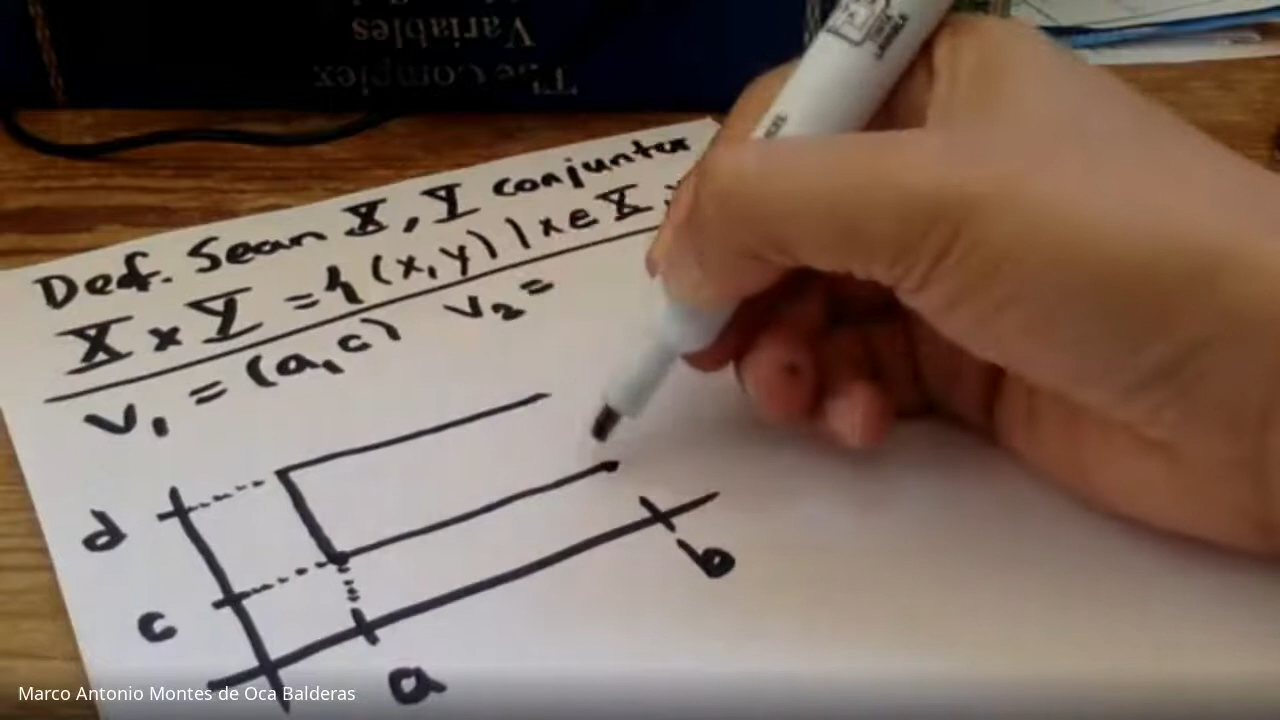 The Complex
Variables
Def. Sean X, Y conjuntos
X × Y = {(x,y) | x ∈ X,
v₁ = (a,c) v₂ =
d
c
b
a
Marco Antonio Montes de Oca Balderas